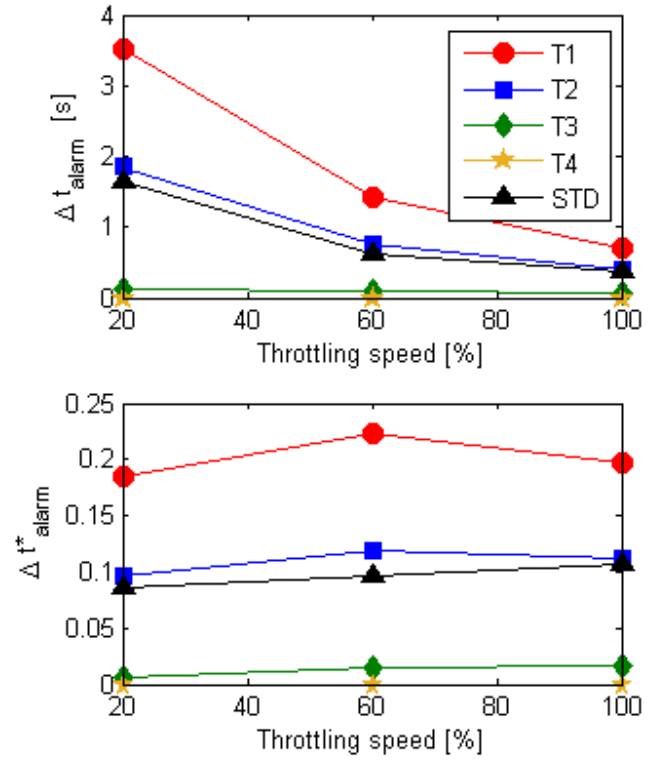 4
3
2
1
0
Δ t_alarm [s]
T1
T2
T3
T4
STD
20 40 60 80 100
Throttling speed [%]
0.25
0.2
0.15
0.1
0.05
0
Δ t*_alarm
20 40 60 80 100
Throttling speed [%]